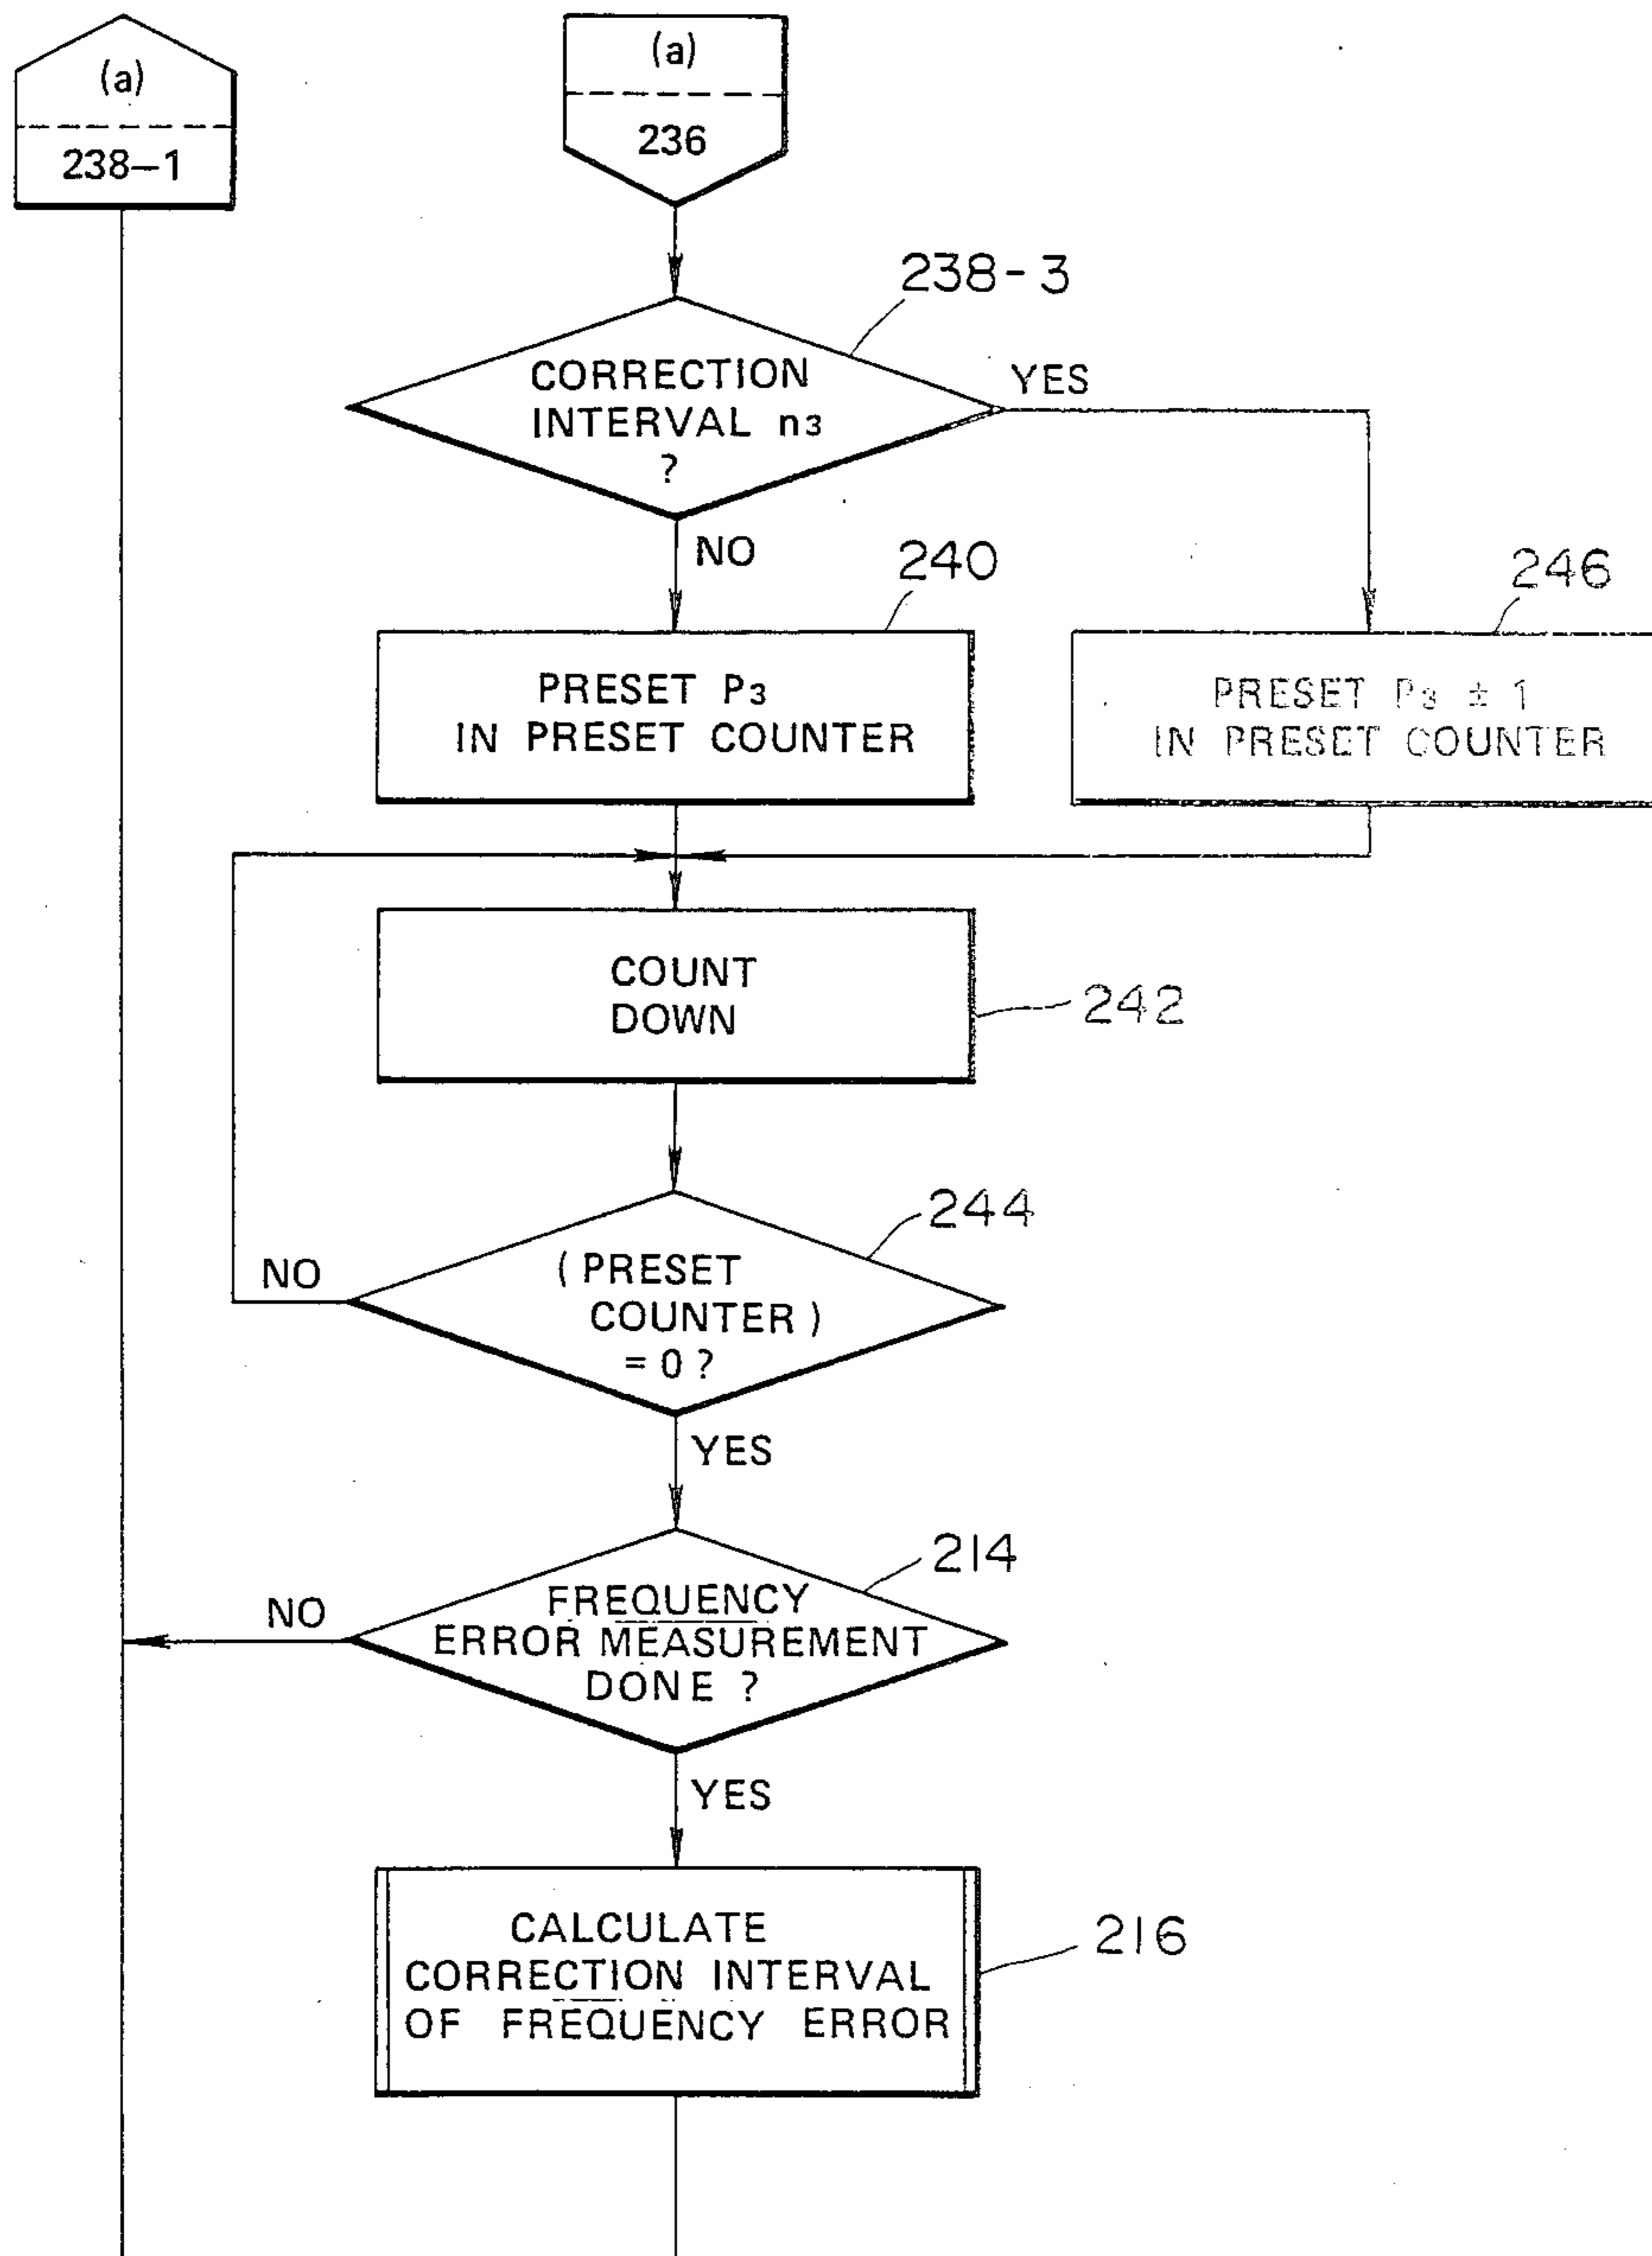 (a)
238-1
(a)
236
238-3
CORRECTION
INTERVAL n3
?
YES
NO
240
PRESET P3
IN PRESET COUNTER
246
PRESET P3 ± 1
IN PRESET COUNTER
COUNT
DOWN
242
244
(PRESET
COUNTER)
= 0 ?
NO
YES
214
FREQUENCY
ERROR MEASUREMENT
DONE ?
NO
YES
CALCULATE
CORRECTION INTERVAL
OF FREQUENCY ERROR
216